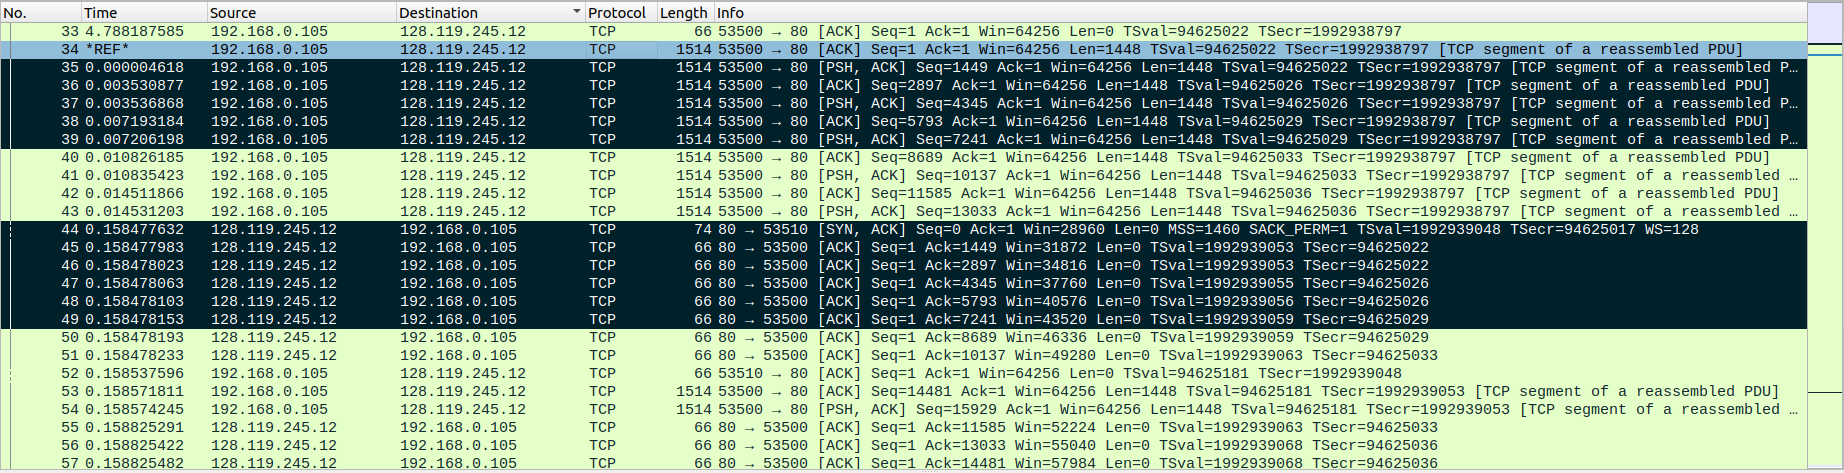 No. Time Source Destination Protocol Length Info
33 4.788187585 192.168.0.105 128.119.245.12 TCP 66 53500 → 80 [ACK] Seq=1 Ack=1 Win=64256 Len=0 TSval=94625022 TSecr=1992938797
34 *REF* 192.168.0.105 128.119.245.12 TCP 1514 53500 → 80 [ACK] Seq=1 Ack=1 Win=64256 Len=1448 TSval=94625022 TSecr=1992938797 [TCP segment of a reassembled PDU]
35 0.000004618 192.168.0.105 128.119.245.12 TCP 1514 53500 → 80 [PSH, ACK] Seq=1449 Ack=1 Win=64256 Len=1448 TSval=94625022 TSecr=1992938797 [TCP segment of a reassembled P…
36 0.003530877 192.168.0.105 128.119.245.12 TCP 1514 53500 → 80 [ACK] Seq=2897 Ack=1 Win=64256 Len=1448 TSval=94625026 TSecr=1992938797 [TCP segment of a reassembled PDU]
37 0.003536868 192.168.0.105 128.119.245.12 TCP 1514 53500 → 80 [PSH, ACK] Seq=4345 Ack=1 Win=64256 Len=1448 TSval=94625026 TSecr=1992938797 [TCP segment of a reassembled P…
38 0.007193184 192.168.0.105 128.119.245.12 TCP 1514 53500 → 80 [ACK] Seq=5793 Ack=1 Win=64256 Len=1448 TSval=94625029 TSecr=1992938797 [TCP segment of a reassembled PDU]
39 0.007206198 192.168.0.105 128.119.245.12 TCP 1514 53500 → 80 [PSH, ACK] Seq=7241 Ack=1 Win=64256 Len=1448 TSval=94625029 TSecr=1992938797 [TCP segment of a reassembled P…
40 0.010826185 192.168.0.105 128.119.245.12 TCP 1514 53500 → 80 [ACK] Seq=8689 Ack=1 Win=64256 Len=1448 TSval=94625033 TSecr=1992938797 [TCP segment of a reassembled PDU]
41 0.010835423 192.168.0.105 128.119.245.12 TCP 1514 53500 → 80 [PSH, ACK] Seq=10137 Ack=1 Win=64256 Len=1448 TSval=94625033 TSecr=1992938797 [TCP segment of a reassembled …
42 0.014511866 192.168.0.105 128.119.245.12 TCP 1514 53500 → 80 [ACK] Seq=11585 Ack=1 Win=64256 Len=1448 TSval=94625036 TSecr=1992938797 [TCP segment of a reassembled PDU]
43 0.014531203 192.168.0.105 128.119.245.12 TCP 1514 53500 → 80 [PSH, ACK] Seq=13033 Ack=1 Win=64256 Len=1448 TSval=94625036 TSecr=1992938797 [TCP segment of a reassembled …
44 0.158477632 128.119.245.12 192.168.0.105 TCP 74 80 → 53510 [SYN, ACK] Seq=0 Ack=1 Win=28960 Len=0 MSS=1460 SACK_PERM=1 TSval=1992939048 TSecr=94625017 WS=128
45 0.158477983 128.119.245.12 192.168.0.105 TCP 66 80 → 53500 [ACK] Seq=1 Ack=1449 Win=31872 Len=0 TSval=1992939053 TSecr=94625022
46 0.158478023 128.119.245.12 192.168.0.105 TCP 66 80 → 53500 [ACK] Seq=1 Ack=2897 Win=34816 Len=0 TSval=1992939053 TSecr=94625022
47 0.158478063 128.119.245.12 192.168.0.105 TCP 66 80 → 53500 [ACK] Seq=1 Ack=4345 Win=37760 Len=0 TSval=1992939055 TSecr=94625026
48 0.158478103 128.119.245.12 192.168.0.105 TCP 66 80 → 53500 [ACK] Seq=1 Ack=5793 Win=40576 Len=0 TSval=1992939056 TSecr=94625026
49 0.158478153 128.119.245.12 192.168.0.105 TCP 66 80 → 53500 [ACK] Seq=1 Ack=7241 Win=43520 Len=0 TSval=1992939059 TSecr=94625029
50 0.158478193 128.119.245.12 192.168.0.105 TCP 66 80 → 53500 [ACK] Seq=1 Ack=8689 Win=46336 Len=0 TSval=1992939059 TSecr=94625029
51 0.158478233 128.119.245.12 192.168.0.105 TCP 66 80 → 53500 [ACK] Seq=1 Ack=10137 Win=49280 Len=0 TSval=1992939063 TSecr=94625033
52 0.158537596 192.168.0.105 128.119.245.12 TCP 66 53510 → 80 [ACK] Seq=1 Ack=1 Win=64256 Len=0 TSval=94625181 TSecr=1992939048
53 0.158571811 192.168.0.105 128.119.245.12 TCP 1514 53500 → 80 [ACK] Seq=14481 Ack=1 Win=64256 Len=1448 TSval=94625181 TSecr=1992939053 [TCP segment of a reassembled PDU]
54 0.158574245 192.168.0.105 128.119.245.12 TCP 1514 53500 → 80 [PSH, ACK] Seq=15929 Ack=1 Win=64256 Len=1448 TSval=94625181 TSecr=1992939053 [TCP segment of a reassembled …
55 0.158825291 128.119.245.12 192.168.0.105 TCP 66 80 → 53500 [ACK] Seq=1 Ack=11585 Win=52224 Len=0 TSval=1992939063 TSecr=94625033
56 0.158825422 128.119.245.12 192.168.0.105 TCP 66 80 → 53500 [ACK] Seq=1 Ack=13033 Win=55040 Len=0 TSval=1992939068 TSecr=94625036
57 0.158825482 128.119.245.12 192.168.0.105 TCP 66 80 → 53500 [ACK] Seq=1 Ack=14481 Win=57984 Len=0 TSval=1992939068 TSecr=94625036